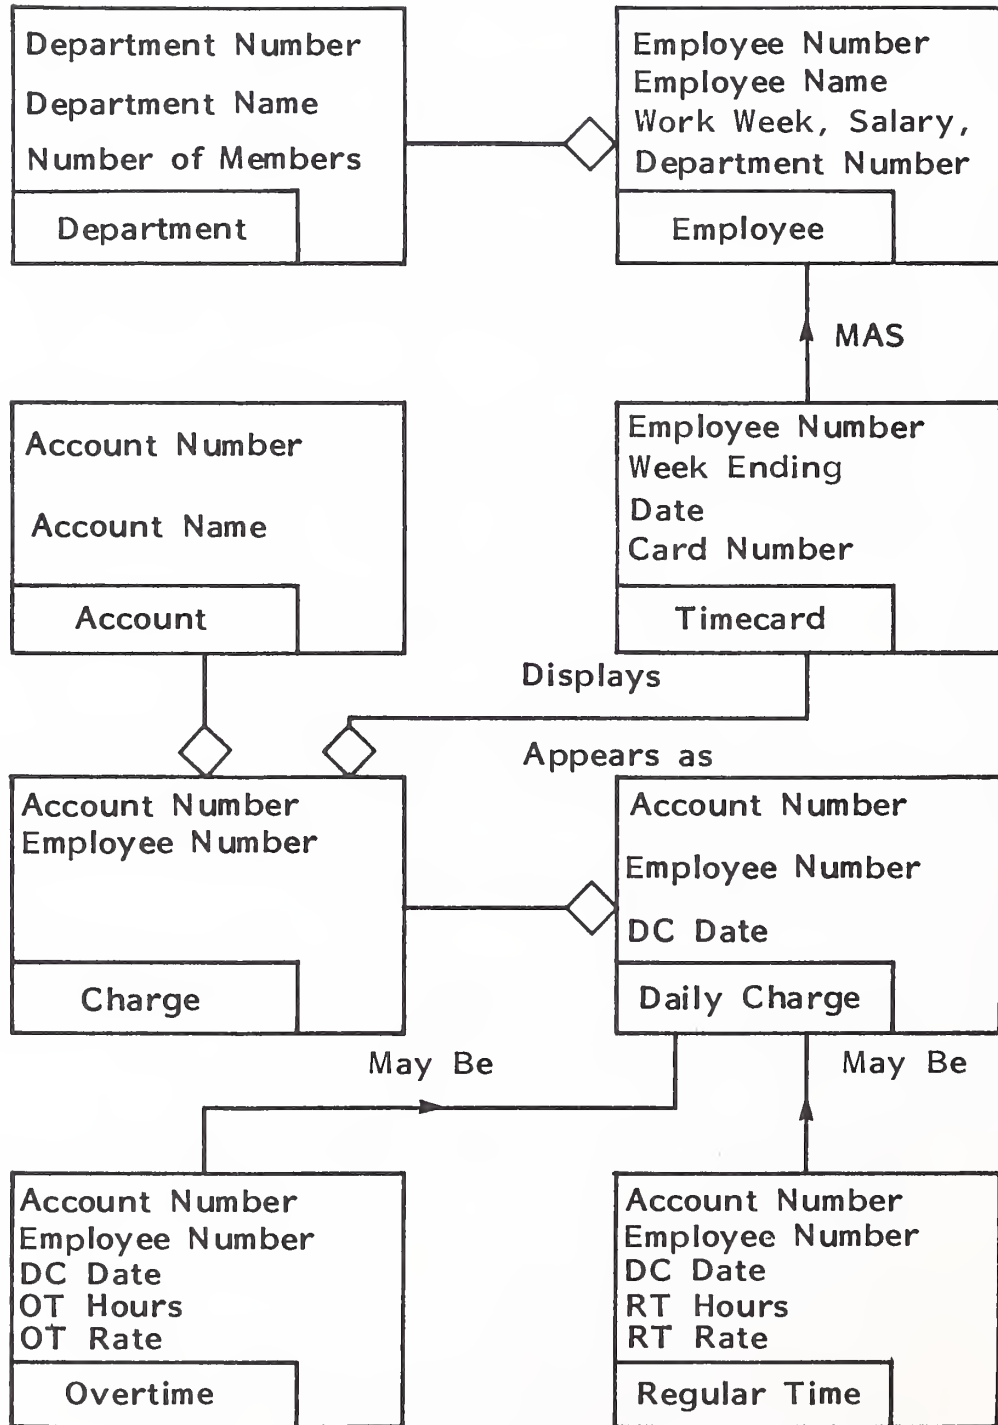 Department Number
Department Name
Number of Members
Department
Employee Number
Employee Name
Work Week, Salary,
Department Number
Employee
MAS
Account Number
Account Name
Account
Employee Number
Week Ending
Date
Card Number
Timecard
Displays
Appears as
Account Number
Employee Number
Charge
Account Number
Employee Number
DC Date
Daily Charge
May Be
May Be
Account Number
Employee Number
DC Date
OT Hours
OT Rate
Overtime
Account Number
Employee Number
DC Date
RT Hours
RT Rate
Regular Time